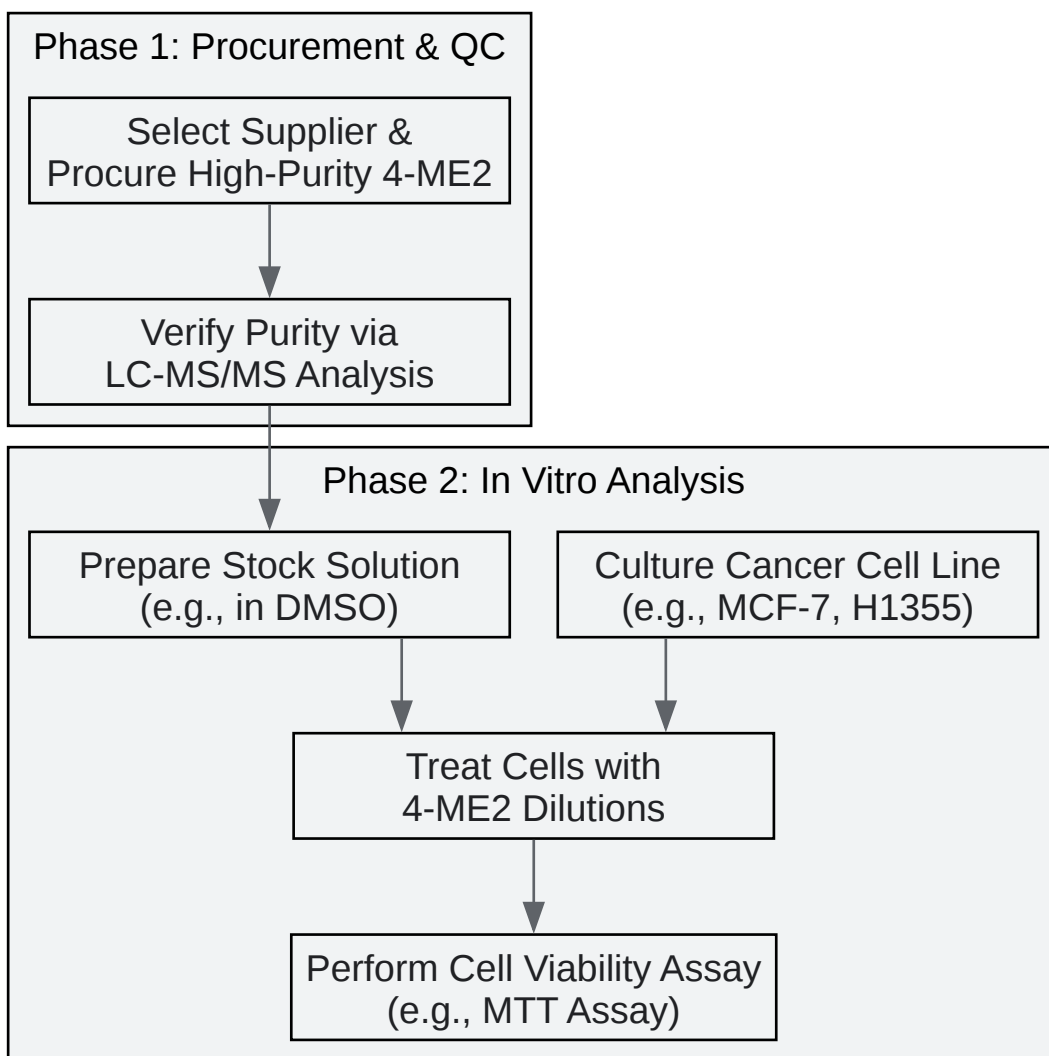 Phase 1: Procurement & QC
Select Supplier &
Procure High-Purity 4-ME2
Verify Purity via
LC-MS/MS Analysis
Phase 2: In Vitro Analysis
Prepare Stock Solution
(e.g., in DMSO)
Culture Cancer Cell Line
(e.g., MCF-7, H1355)
Treat Cells with
4-ME2 Dilutions
Perform Cell Viability Assay
(e.g., MTT Assay)